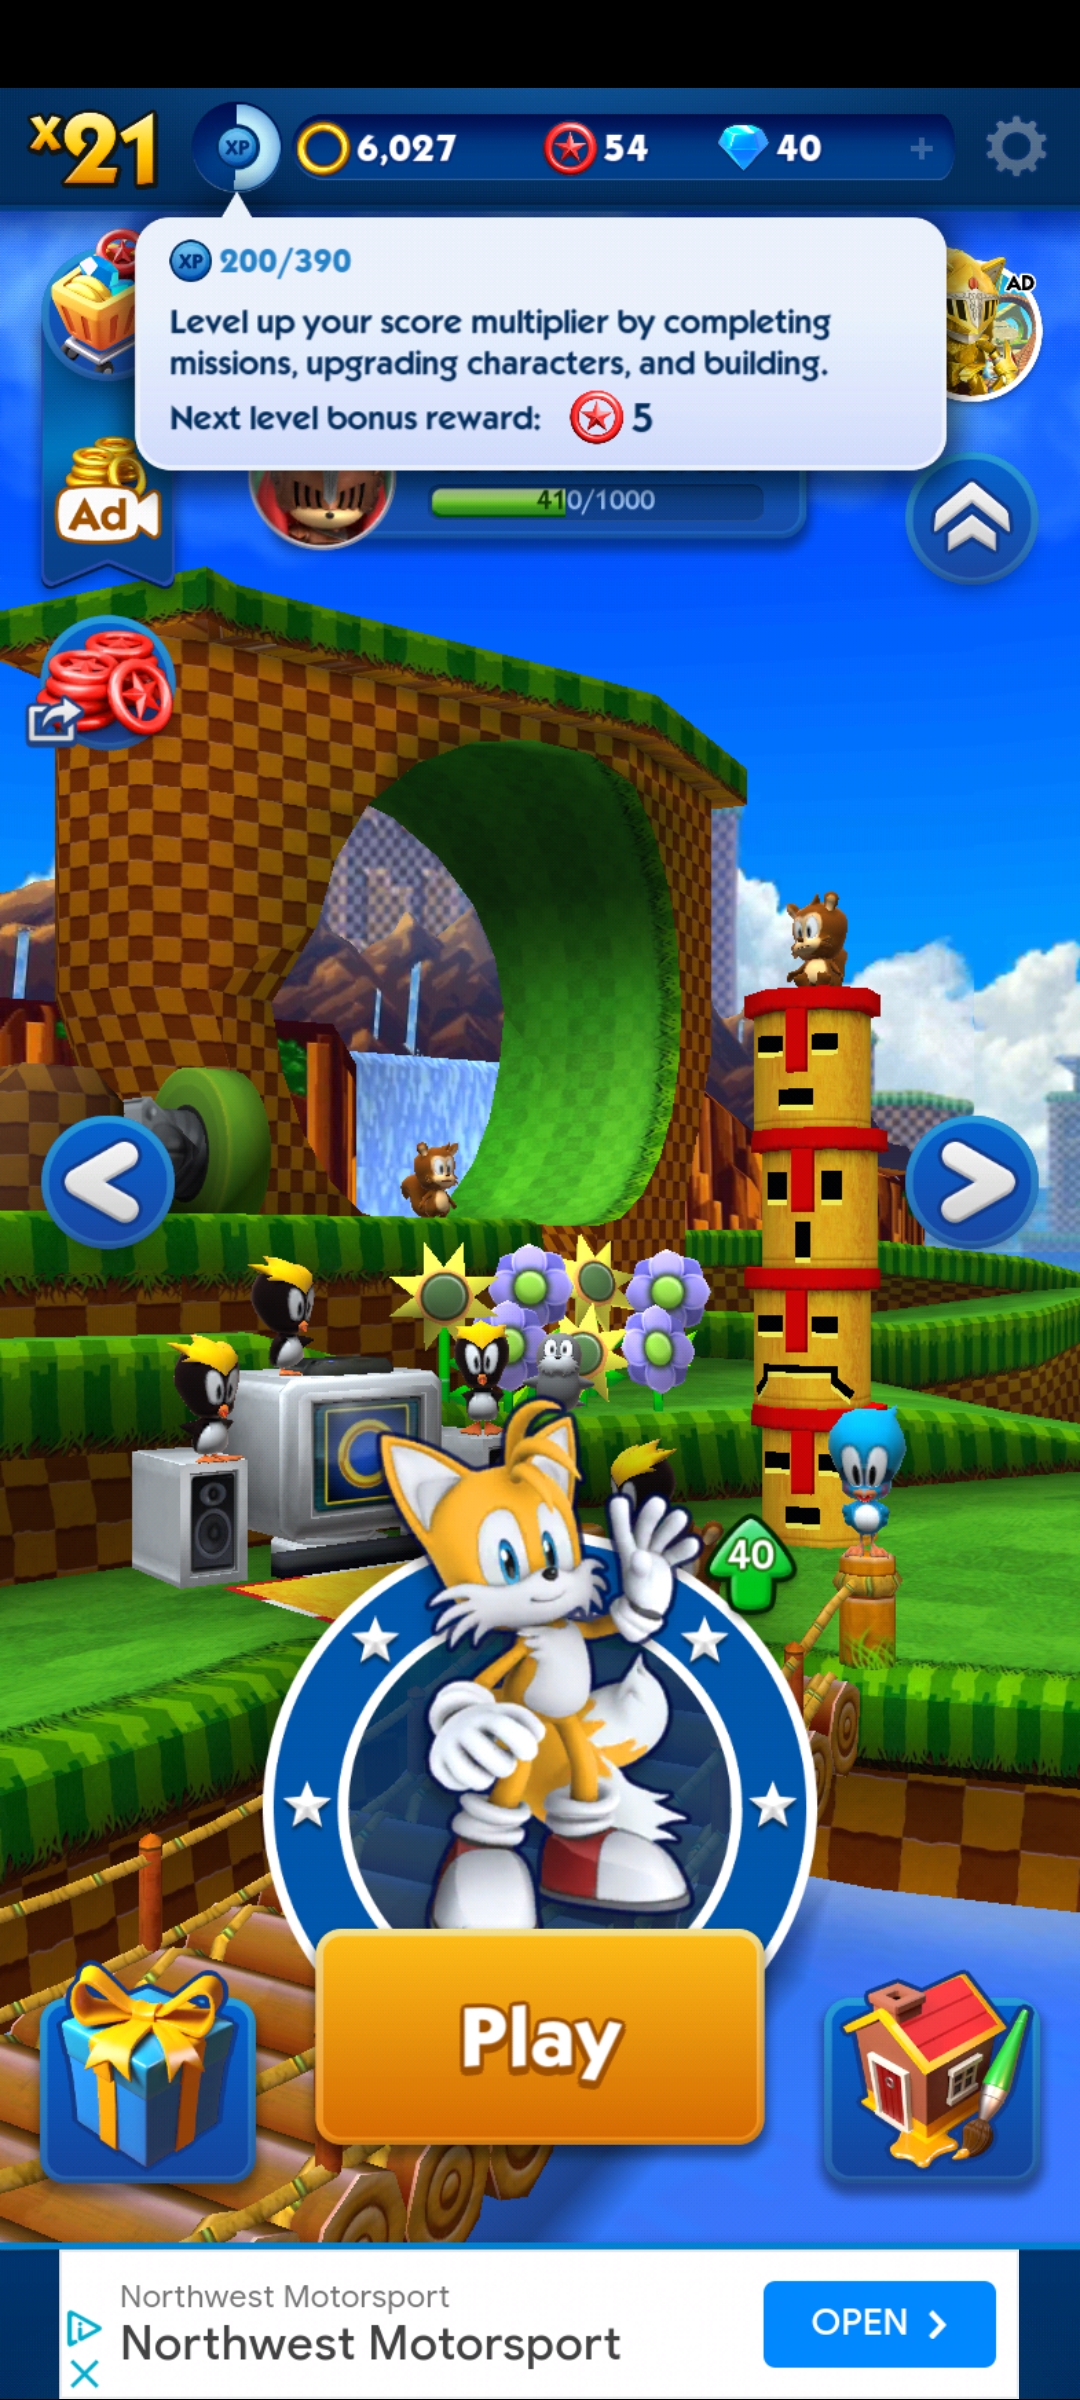 x21
XP
6,027
54
40
+
XP 200/390
Level up your score multiplier by completing
missions, upgrading characters, and building.
Next level bonus reward: 5
AD
Ad
410/1000
40
Play
Northwest Motorsport
Northwest Motorsport
OPEN